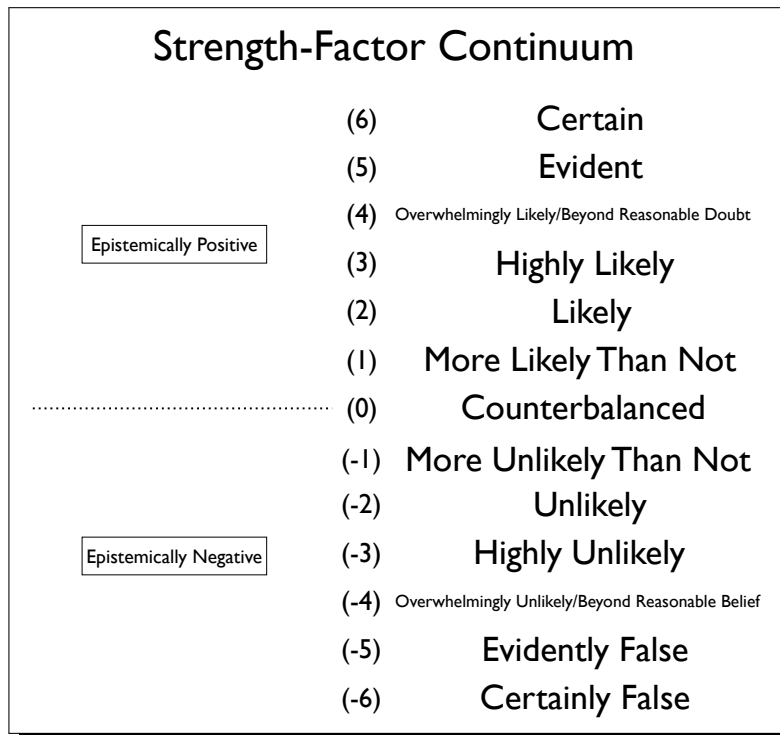 Strength-Factor Continuum
(6) Certain
(5) Evident
(4) Overwhelmingly Likely/Beyond Reasonable Doubt
Epistemically Positive
(3) Highly Likely
(2) Likely
(1) More Likely Than Not
(0) Counterbalanced
(-1) More Unlikely Than Not
(-2) Unlikely
(-3) Highly Unlikely
Epistemically Negative
(-4) Overwhelmingly Unlikely/Beyond Reasonable Belief
(-5) Evidently False
(-6) Certainly False